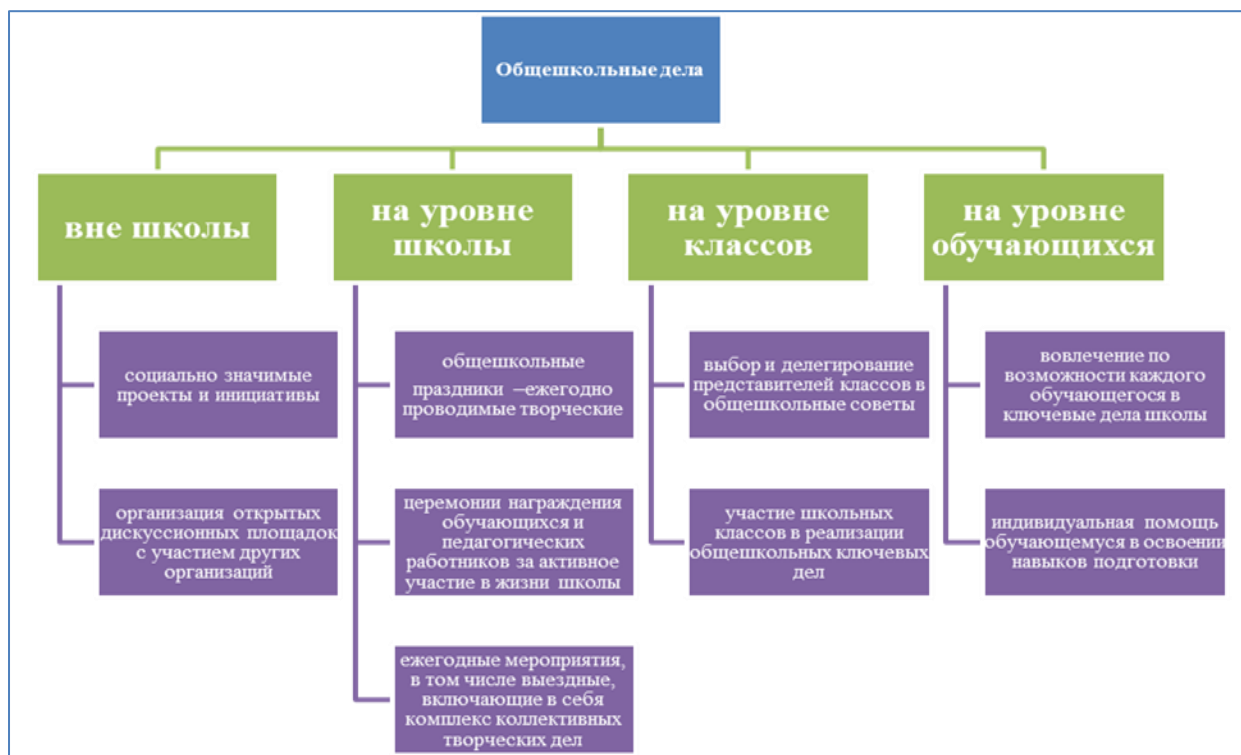 Общешкольные дела
вне школы
социально значимые
проекты и инициативы
организация открытых
дискуссионных площадок
с участием других
организаций
на уровне
школы
общешкольные
праздники —ежегодно
проводимые творческие
церемонии награждения
обучающихся и
педагогических
работников за активное
участие в жизни школы
ежегодные мероприятия,
в том числе выездные,
включающие в себя
комплекс коллективных
творческих дел
на уровне
классов
выбор и делегирование
представителей классов в
общешкольные советы
участие школьных
классов в реализации
общешкольных ключевых
дел
на уровне
обучающихся
вовлечение по
возможности каждого
обучающегося в
ключевые дела школы
индивидуальная помощь
обучающемуся в освоении
навыков подготовки